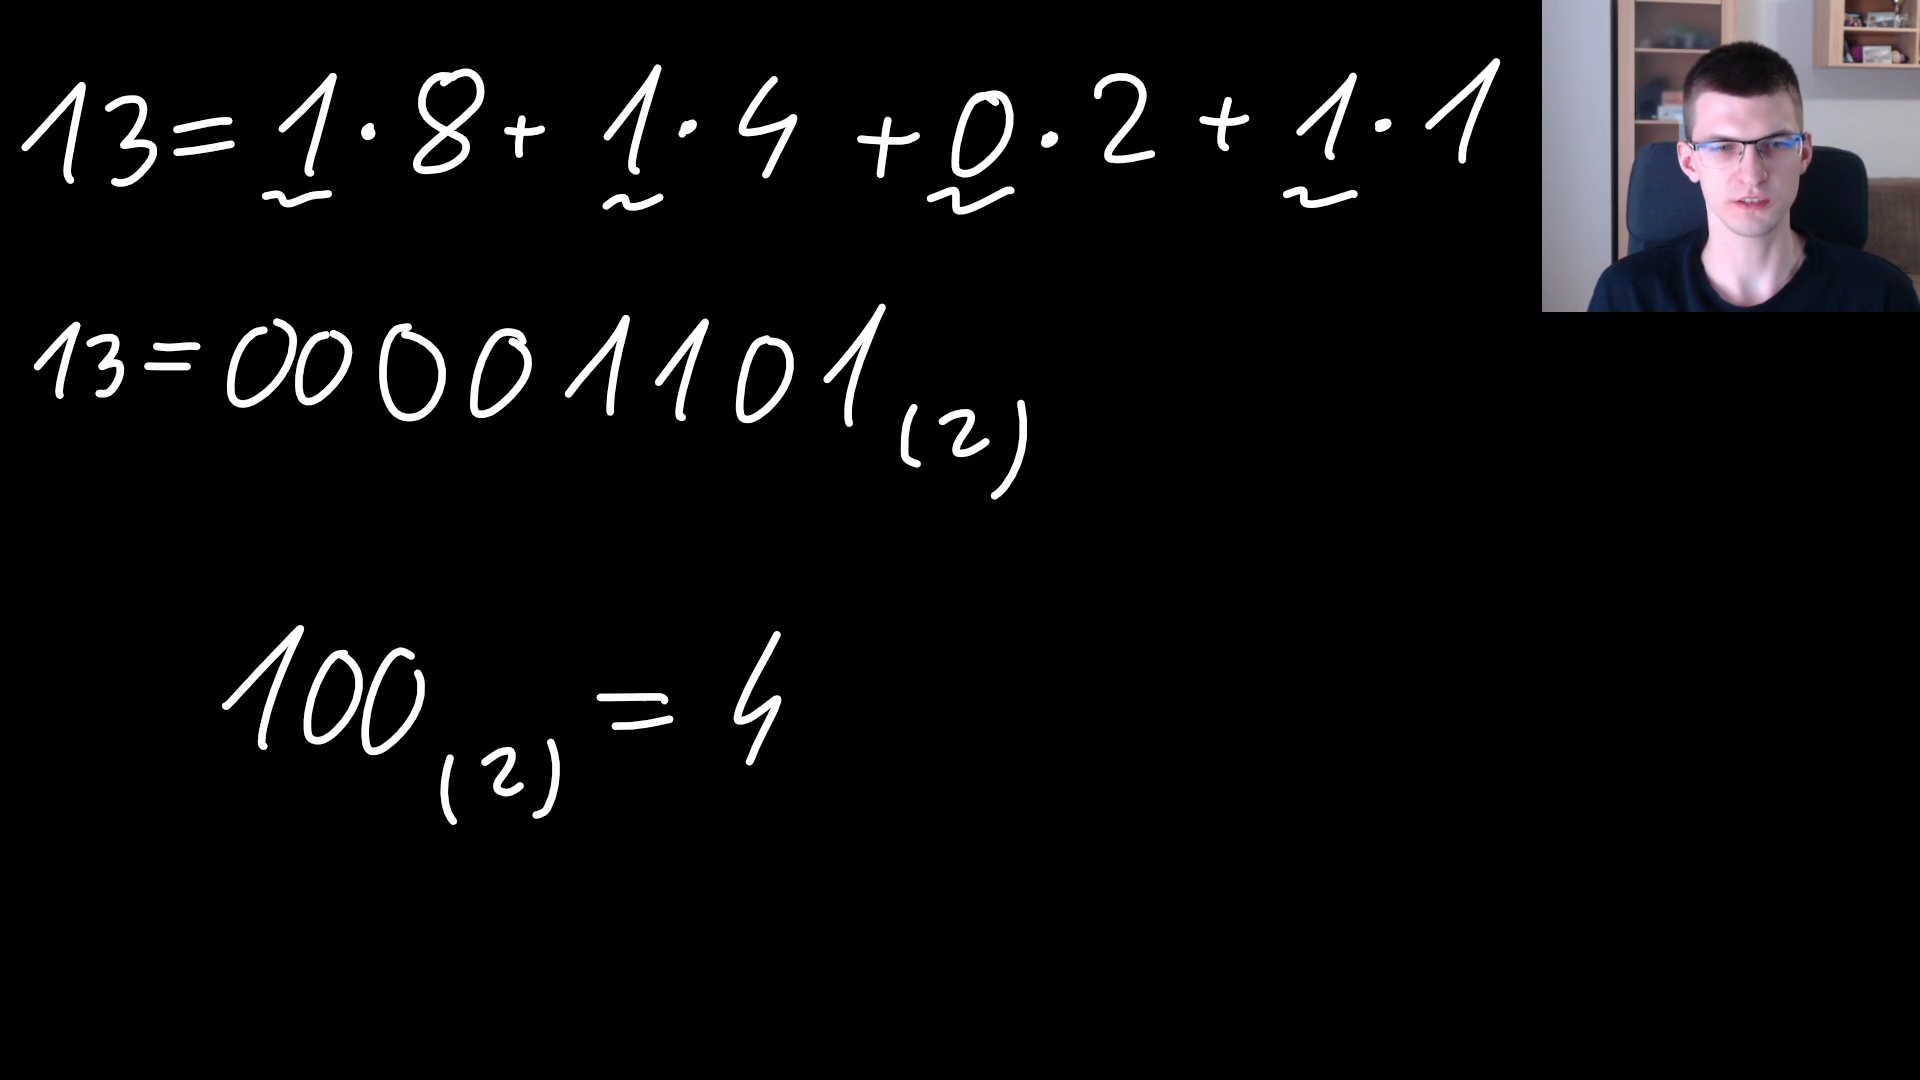 13 = 1 · 8 + 1 · 4 + 0 · 2 + 1 · 1
13 = 00001101(2)
100(2) = 4